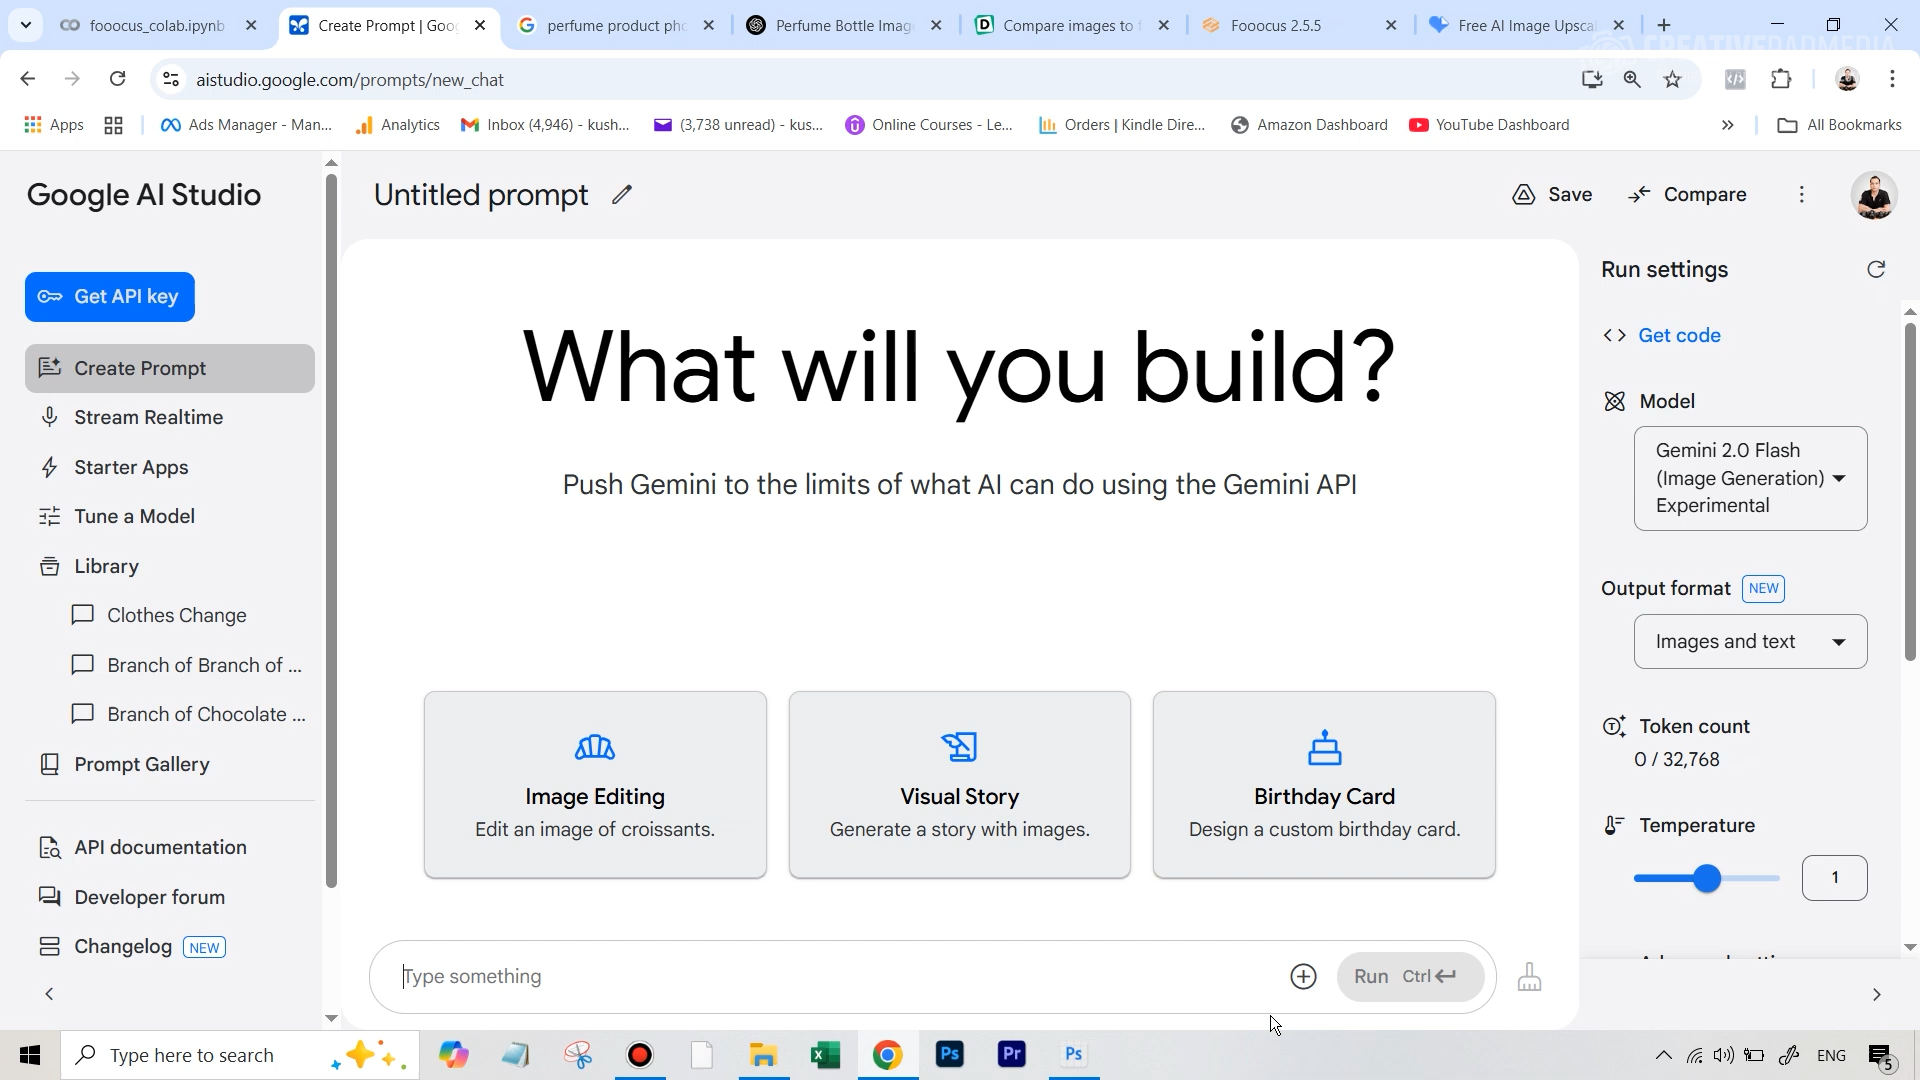 fooocus_colab.ipynb
Create Prompt | Goo
perfume product pho
Perfume Bottle Imag
Compare images to f
Fooocus 2.5.5
Free AI Image Upscal
CREATIVEDADMEDIA
aistudio.google.com/prompts/new_chat
Apps
Ads Manager - Man...
Analytics
Inbox (4,946) - kush...
(3,738 unread) - kus...
Online Courses - Le...
Orders | Kindle Dire...
Amazon Dashboard
YouTube Dashboard
All Bookmarks
Google AI Studio
Untitled prompt
Save
Compare
Get API key
Create Prompt
Stream Realtime
Starter Apps
Tune a Model
Library
Clothes Change
Branch of Branch of ...
Branch of Chocolate ...
Prompt Gallery
API documentation
Developer forum
Changelog NEW
What will you build?
Push Gemini to the limits of what AI can do using the Gemini API
Image Editing
Edit an image of croissants.
Visual Story
Generate a story with images.
Birthday Card
Design a custom birthday card.
Type something
Run Ctrl
Run settings
Get code
Model
Gemini 2.0 Flash
(Image Generation)
Experimental
Output format NEW
Images and text
Token count
0 / 32,768
Temperature
1
Type here to search
Ps
Pr
Ps
ENG
5